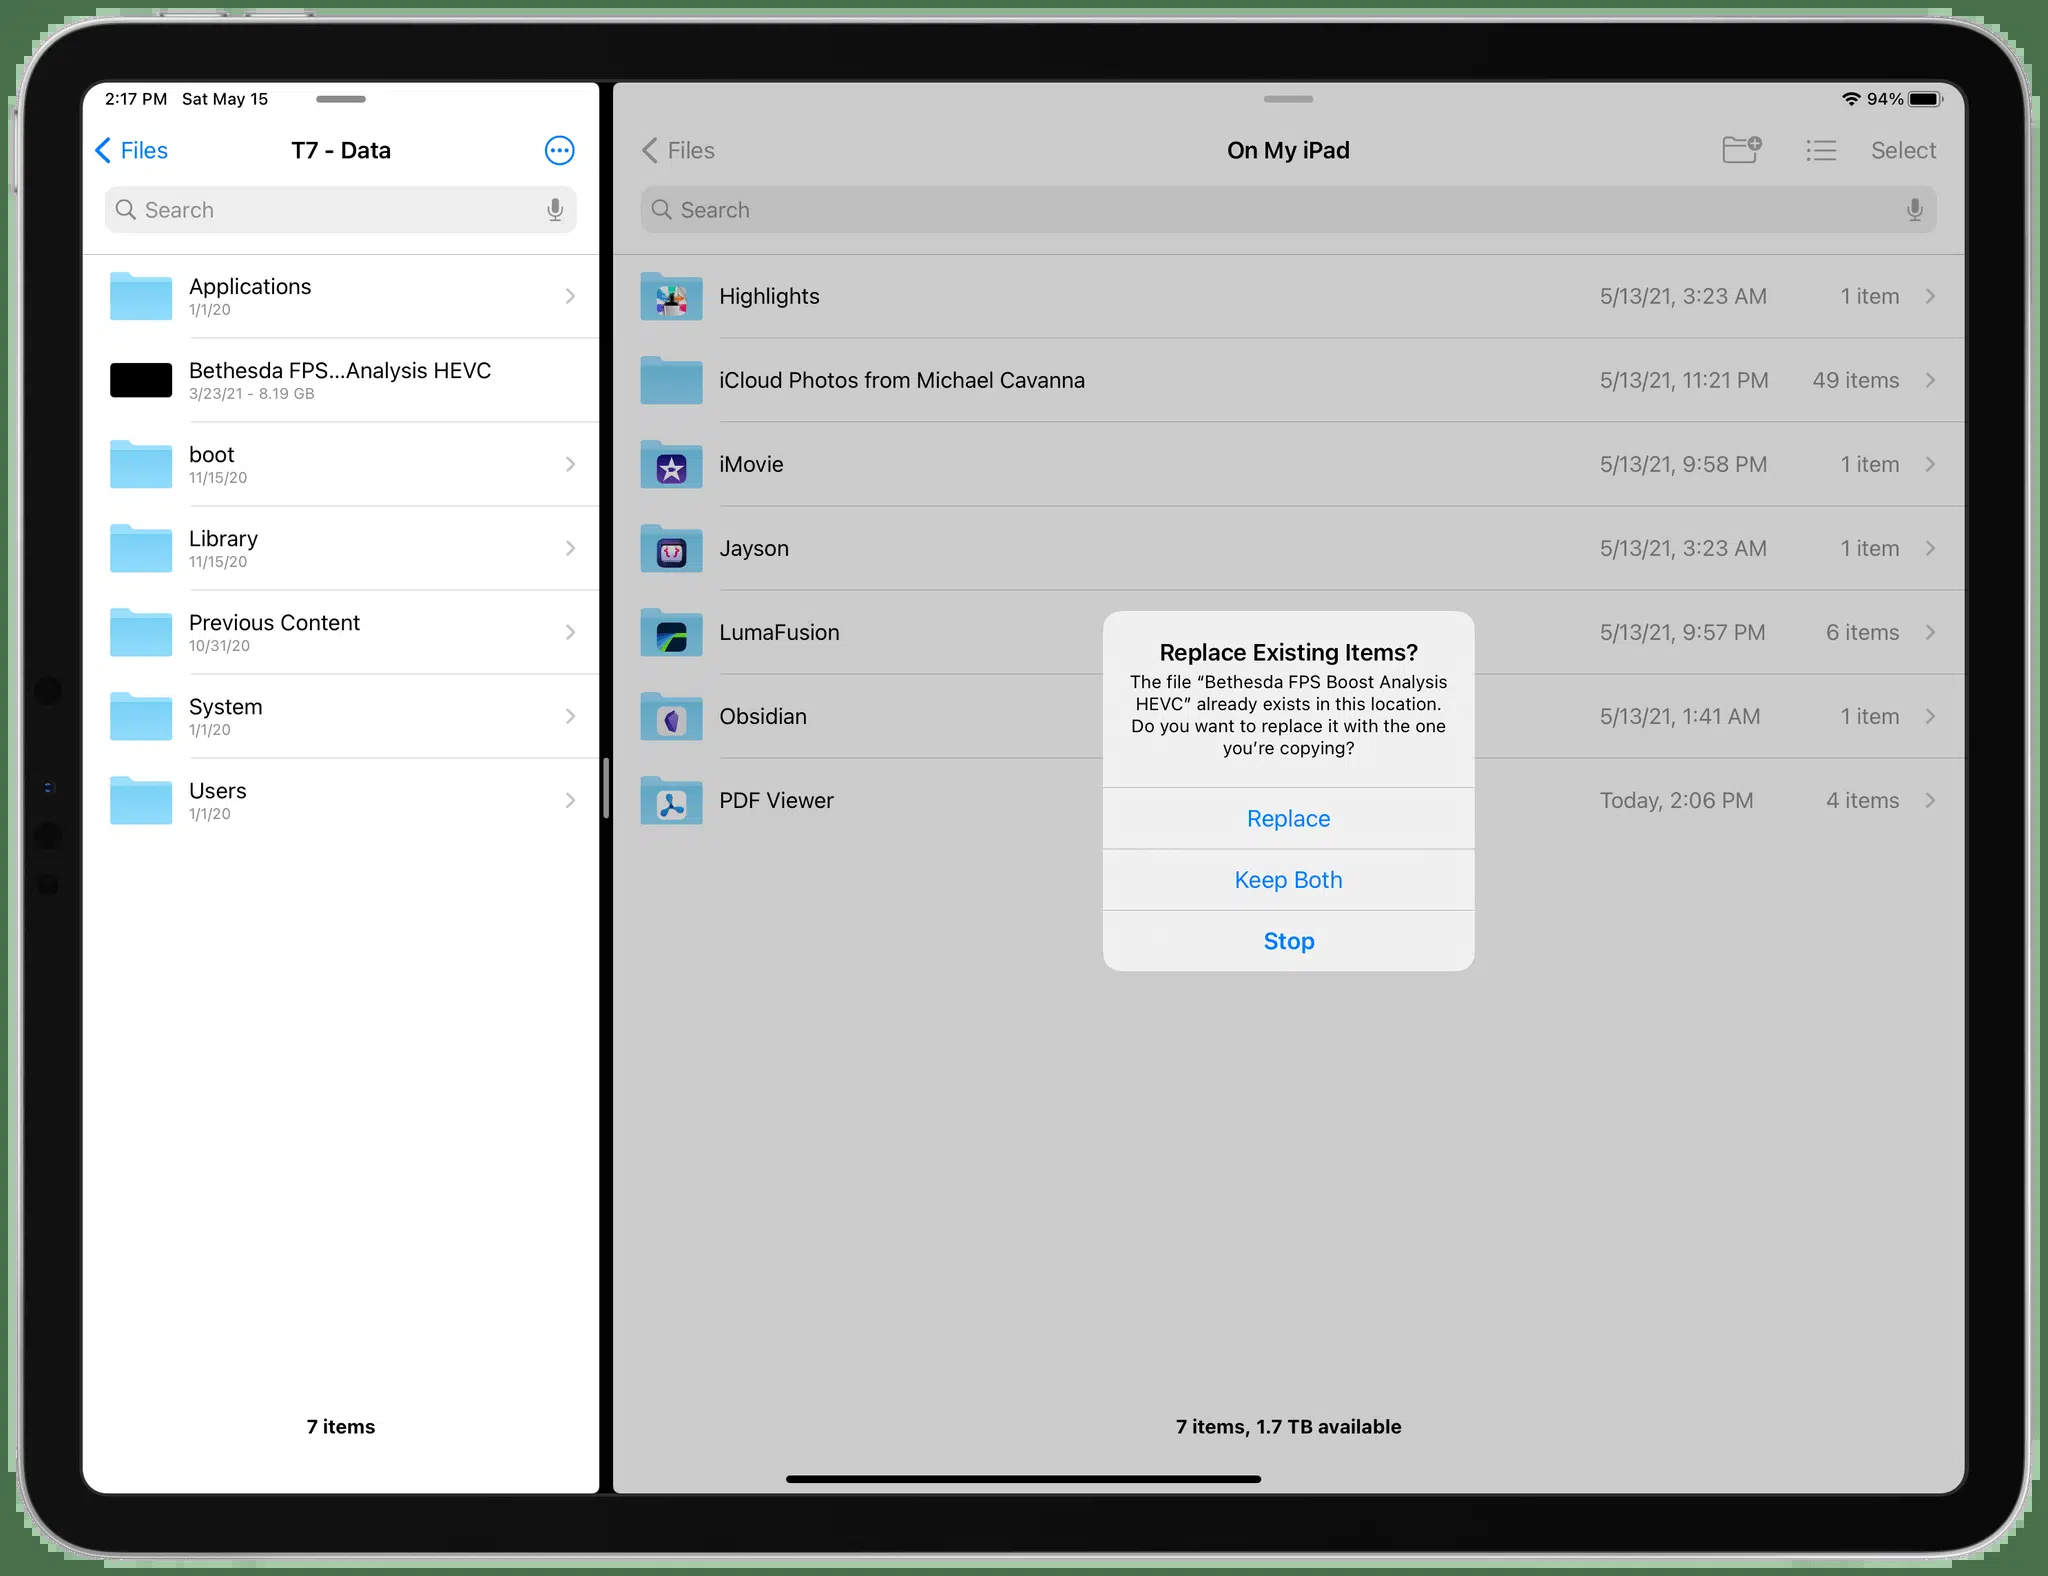 2:17 PM Sat May 15
Files
T7 - Data
Search
Applications
1/1/20
Bethesda FPS...Analysis HEVC
3/23/21 - 8.19 GB
boot
11/15/20
Library
11/15/20
Previous Content
10/31/20
System
1/1/20
Users
1/1/20
7 items
94%
Files
On My iPad
Select
Search
Highlights 5/13/21, 3:23 AM 1 item
iCloud Photos from Michael Cavanna 5/13/21, 11:21 PM 49 items
iMovie 5/13/21, 9:58 PM 1 item
Jayson 5/13/21, 3:23 AM 1 item
LumaFusion 5/13/21, 9:57 PM 6 items
Obsidian 5/13/21, 1:41 AM 1 item
PDF Viewer Today, 2:06 PM 4 items
Replace Existing Items?
The file “Bethesda FPS Boost Analysis
HEVC” already exists in this location.
Do you want to replace it with the one
you’re copying?
Replace
Keep Both
Stop
7 items, 1.7 TB available